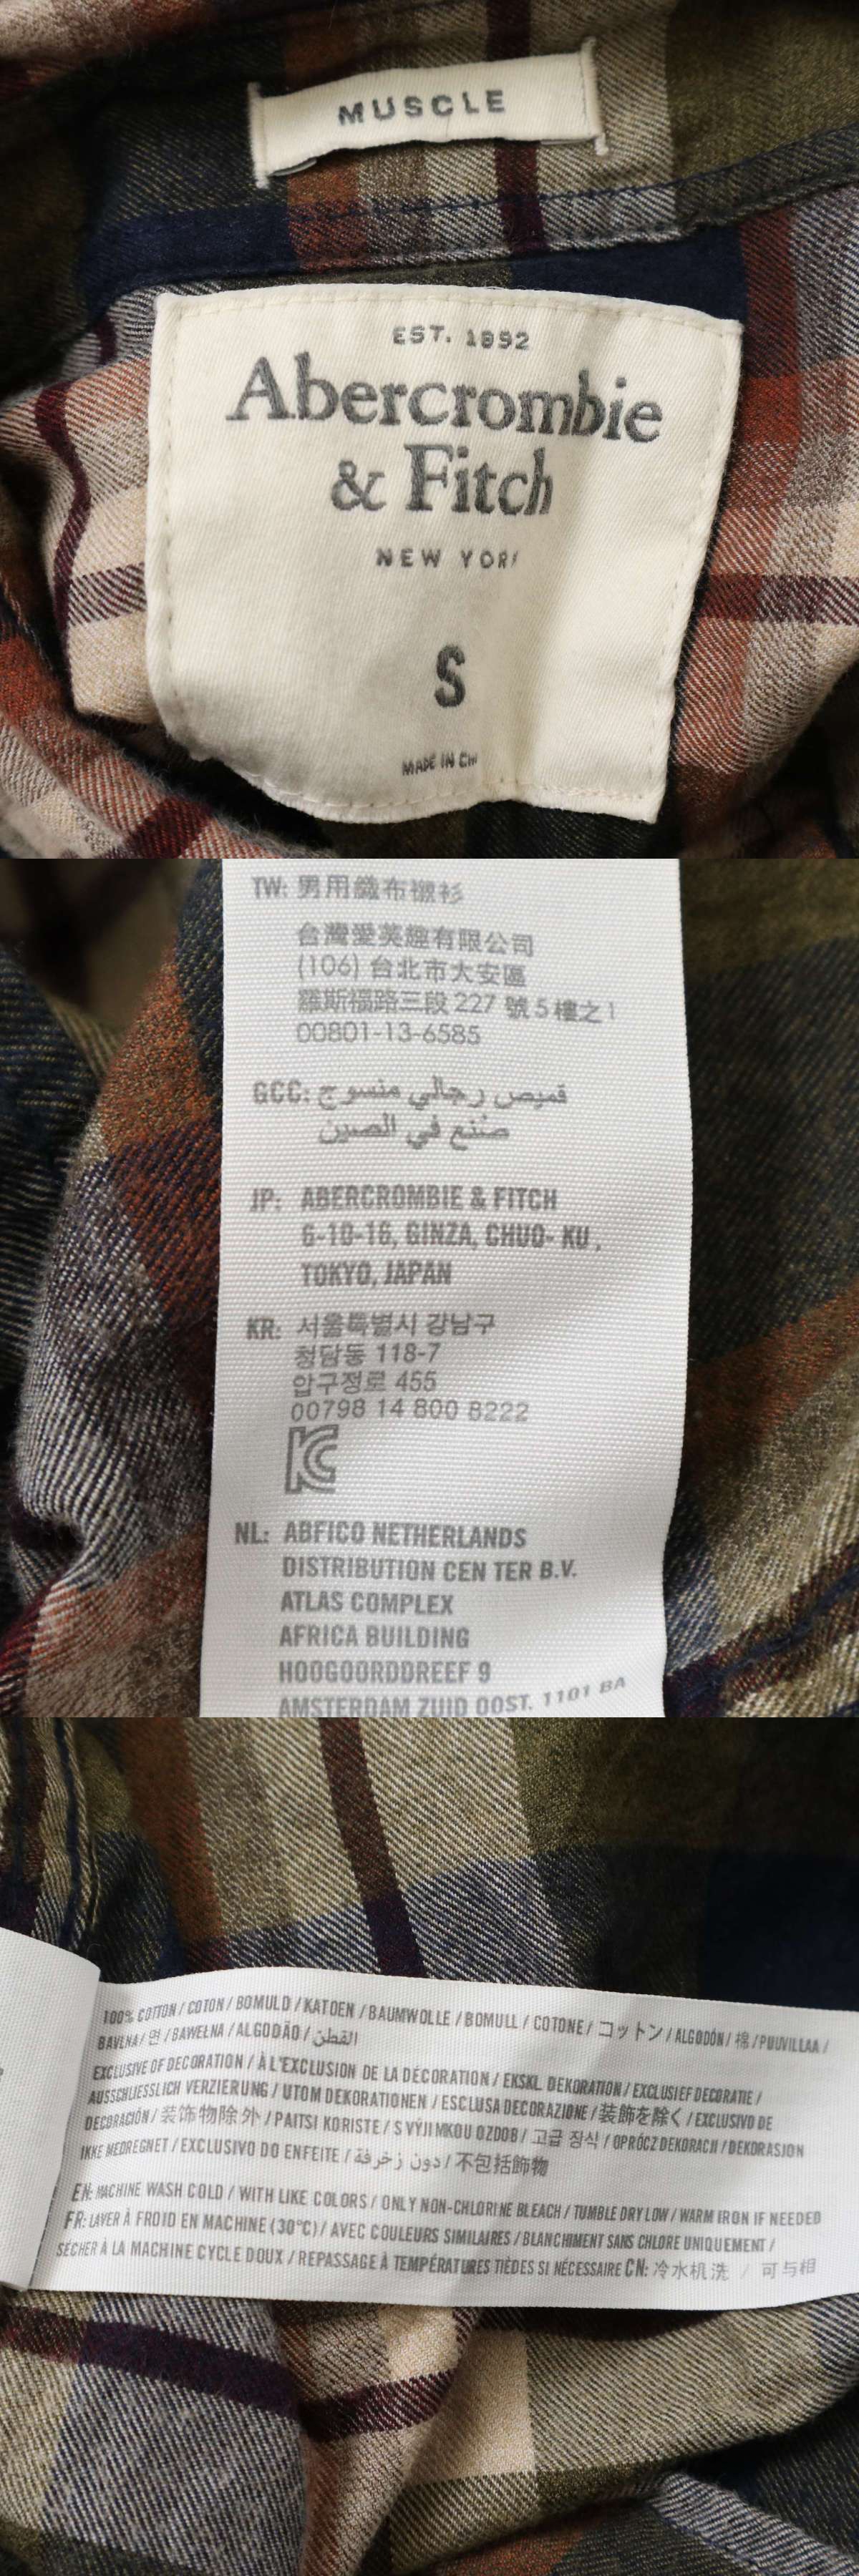 MUSCLE
EST. 1892
Abercrombie
& Fitch
NEW YORK
S
MADE IN CHI
TW: 男用織布襯衫
台灣愛芙趣有限公司
(106) 台北市大安區
羅斯福路三段 227 號 5 樓之 1
00801-13-6585
GCC: قميص رجالي منسوج
صُنع في الصين
JP: ABERCROMBIE & FITCH
6-10-16, GINZA, CHUO- KU ,
TOKYO, JAPAN
KR: 서울특별시 강남구
청담동 118-7
압구정로 455
00798 14 800 8222
KC
NL: ABFICO NETHERLANDS
DISTRIBUTION CEN TER B.V.
ATLAS COMPLEX
AFRICA BUILDING
HOOGOORDDREEF 9
AMSTERDAM ZUID OOST. 1101 BA
100% COTTON / COTON / BOMULD / KATOEN / BAUMWOLLE / BOMULL / COTONE / コットン / ALGODÓN / 棉 / PUUVILLAA /
BAVLNA / 면 / BAWEŁNA / ALGODÃO / القطن
EXCLUSIVE OF DECORATION / À L'EXCLUSION DE LA DÉCORATION / EKSKL. DEKORATION / EXCLUSIEF DECORATIE /
AUSSCHLIESSLICH VERZIERUNG / UTOM DEKORATIONEN / ESCLUSA DECORAZIONE / 装飾を除く / EXCLUSIVO DE
DECORACIÓN / 装饰物除外 / PAITSI KORISTE / S VÝJIMKOU OZDOB / 고급 장식 / OPRÓCZ DEKORACJI / DEKORASJON
IKKE MEDREGNET / EXCLUSIVO DO ENFEITE / دون زخرفة / 不包括飾物
EN: MACHINE WASH COLD / WITH LIKE COLORS / ONLY NON-CHLORINE BLEACH / TUMBLE DRY LOW / WARM IRON IF NEEDED
FR: LAVER À FROID EN MACHINE (30°C) / AVEC COULEURS SIMILAIRES / BLANCHIMENT SANS CHLORE UNIQUEMENT /
SÉCHER À LA MACHINE CYCLE DOUX / REPASSAGE À TEMPÉRATURES TIÈDES SI NÉCESSAIRE CN: 冷水机洗 / 可与相